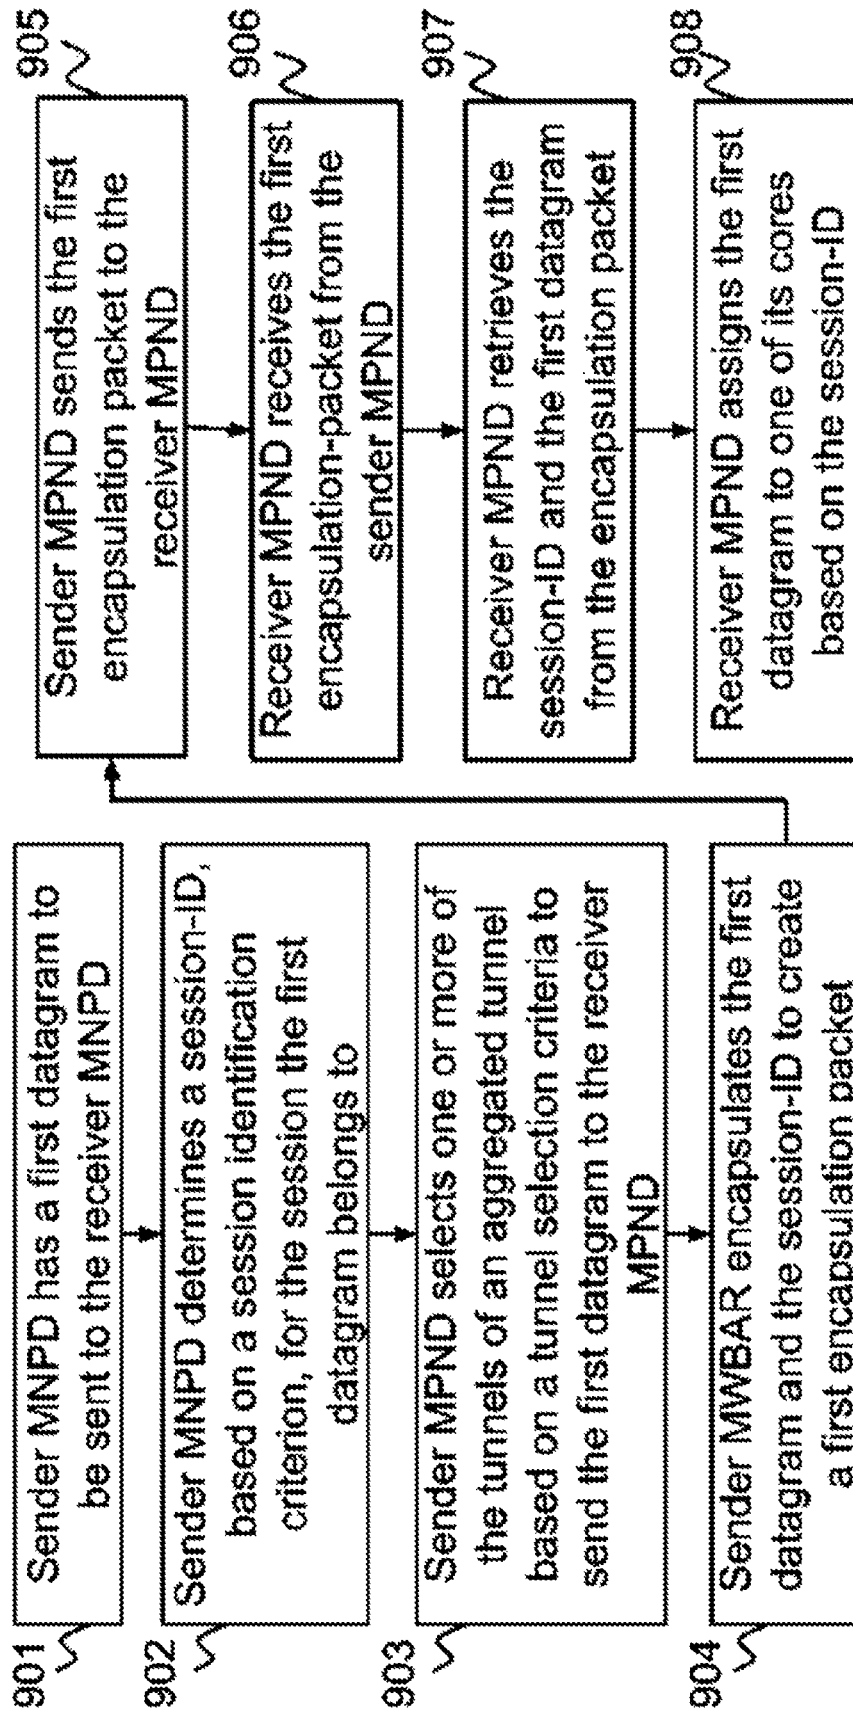 901
Sender MNPD has a first datagram to
be sent to the receiver MNPD
902
Sender MNPD determines a session-ID,
based on a session identification
criterion, for the session the first
datagram belongs to
903
Sender MPND selects one or more of
the tunnels of an aggregated tunnel
based on a tunnel selection criteria to
send the first datagram to the receiver
MPND
904
Sender MWBAR encapsulates the first
datagram and the session-ID to create
a first encapsulation packet
905
Sender MPND sends the first
encapsulation packet to the
receiver MPND
906
Receiver MPND receives the first
encapsulation-packet from the
sender MPND
907
Receiver MPND retrieves the
session-ID and the first datagram
from the encapsulation packet
908
Receiver MPND assigns the first
datagram to one of its cores
based on the session-ID